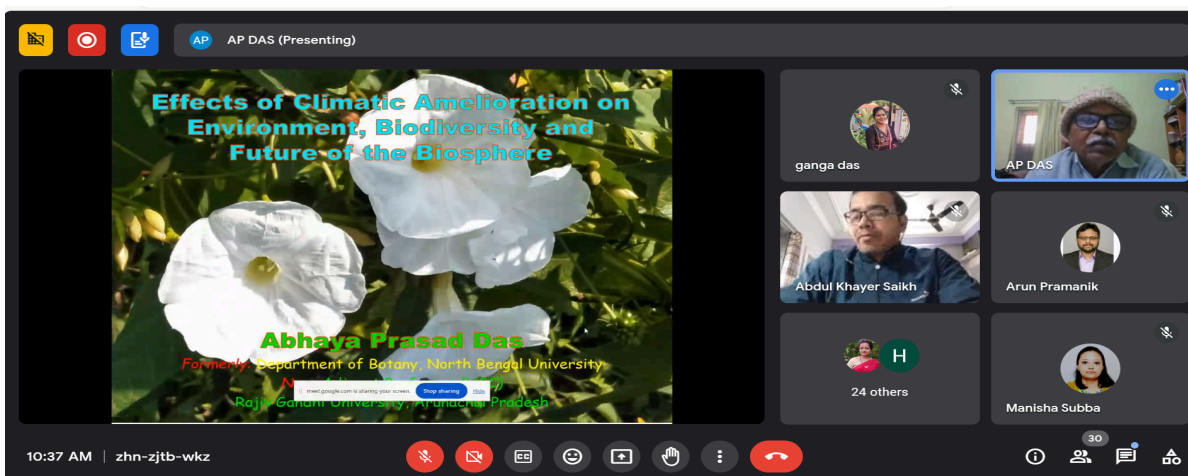 AP
AP DAS (Presenting)
Effects of Climatic Amelioration on
Environment, Biodiversity and
Future of the Biosphere
Abhaya Prasad Das
Formerly: Department of Botany, North Bengal University
meet.google.com is sharing your screen.
Stop sharing
Hide
Rajiv Gandhi University, Arunachal Pradesh
ganga das
AP DAS
Abdul Khayer Saikh
Arun Pramanik
H
24 others
Manisha Subba
10:37 AM | zhn-zjtb-wkz
CC
30